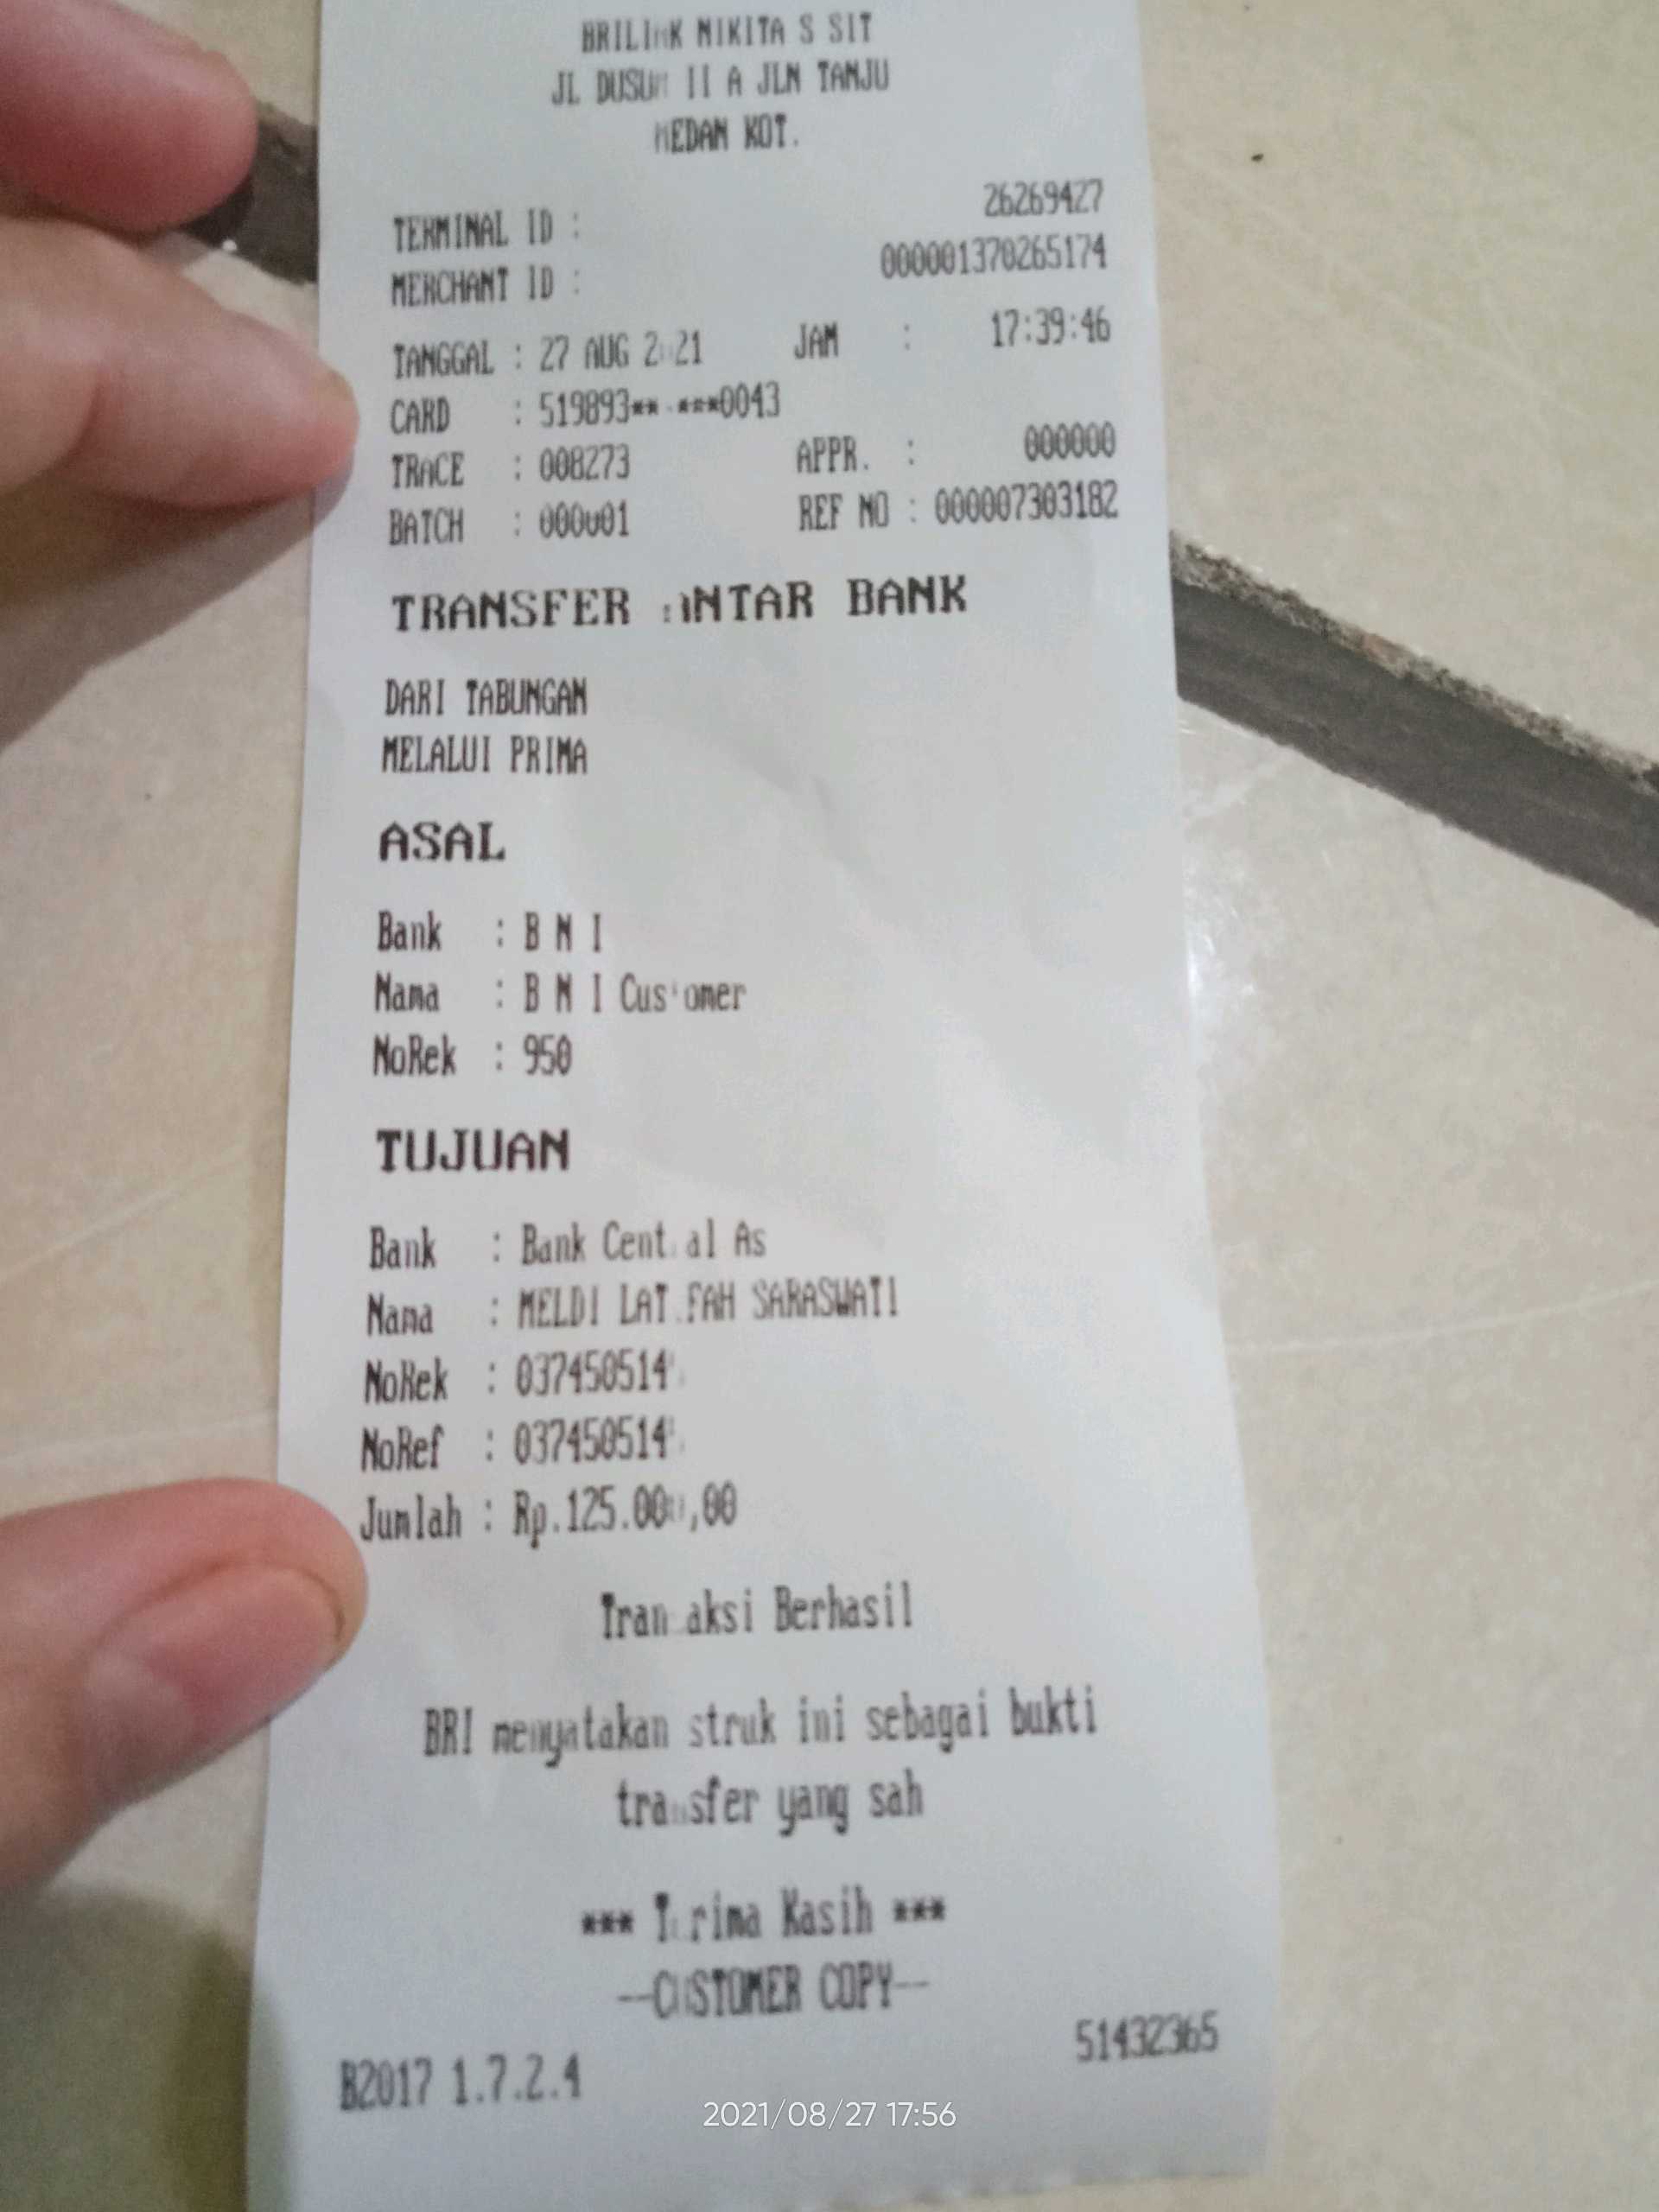 BRILink NIKITA S SIT
JL DUSUN II A JLN TANJU
MEDAN KOT.
TERMINAL ID : 26269427
MERCHANT ID : 000001370265174
TANGGAL : 27 AUG 2021 JAM : 17:39:46
CARD : 519893*****0043
TRACE : 008273 APPR. : 000000
BATCH : 000001 REF NO : 000007303182
TRANSFER ANTAR BANK
DARI TABUNGAN
MELALUI PRIMA
ASAL
Bank : B N I
Nama : B N I Customer
NoRek : 950
TUJUAN
Bank : Bank Central As
Nama : MELDI LATIFAH SARASWATI
NoRek :
NoRef :
Jumlah : Rp.125.000,00
Transaksi Berhasil
BRI menyatakan struk ini sebagai bukti
transfer yang sah
*** Terima Kasih ***
--CUSTOMER COPY--
51432365
B2017 1.7.2.4
2021/08/27 17:56